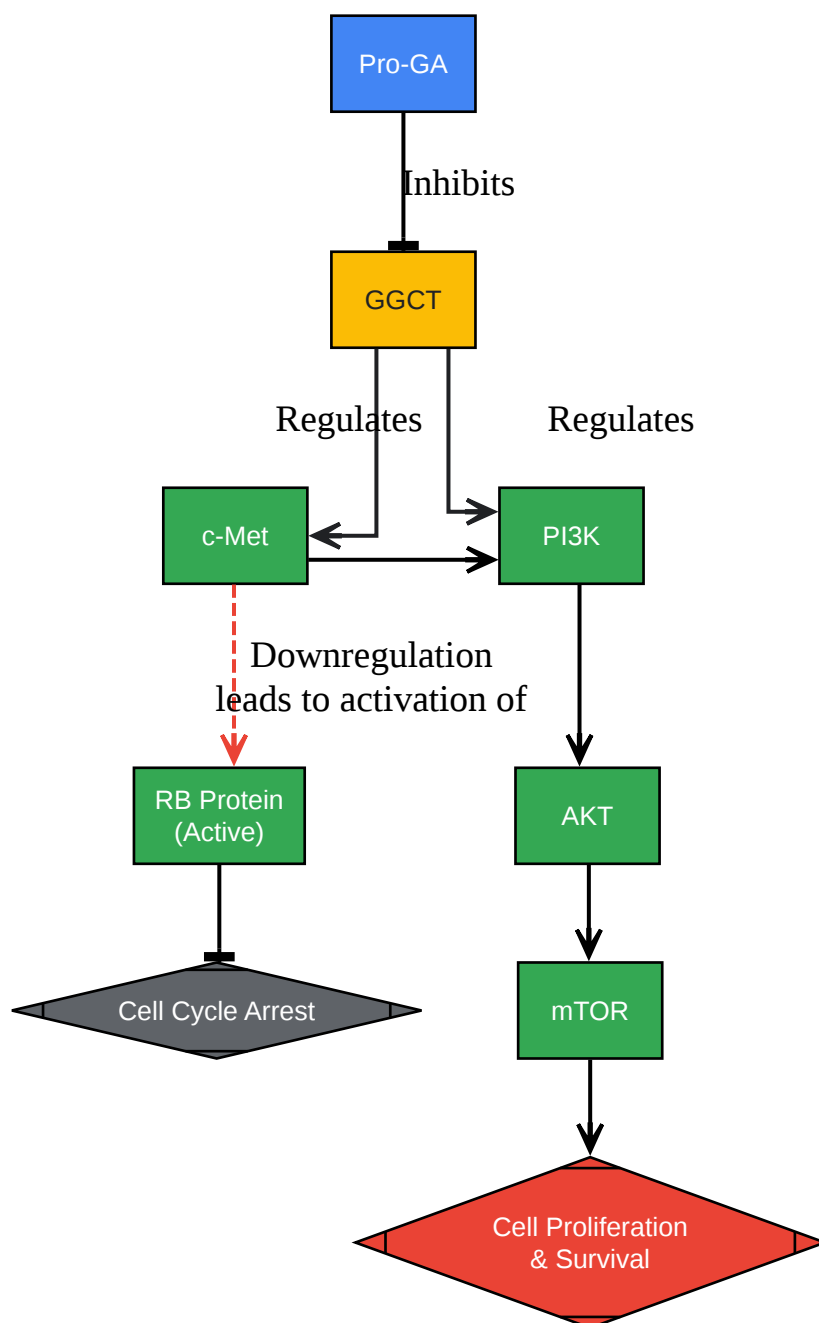 Pro-GA
Inhibits
GGCT
Regulates
Regulates
c-Met
PI3K
Downregulation
leads to activation of
RB Protein
(Active)
AKT
Cell Cycle Arrest
mTOR
Cell Proliferation
& Survival